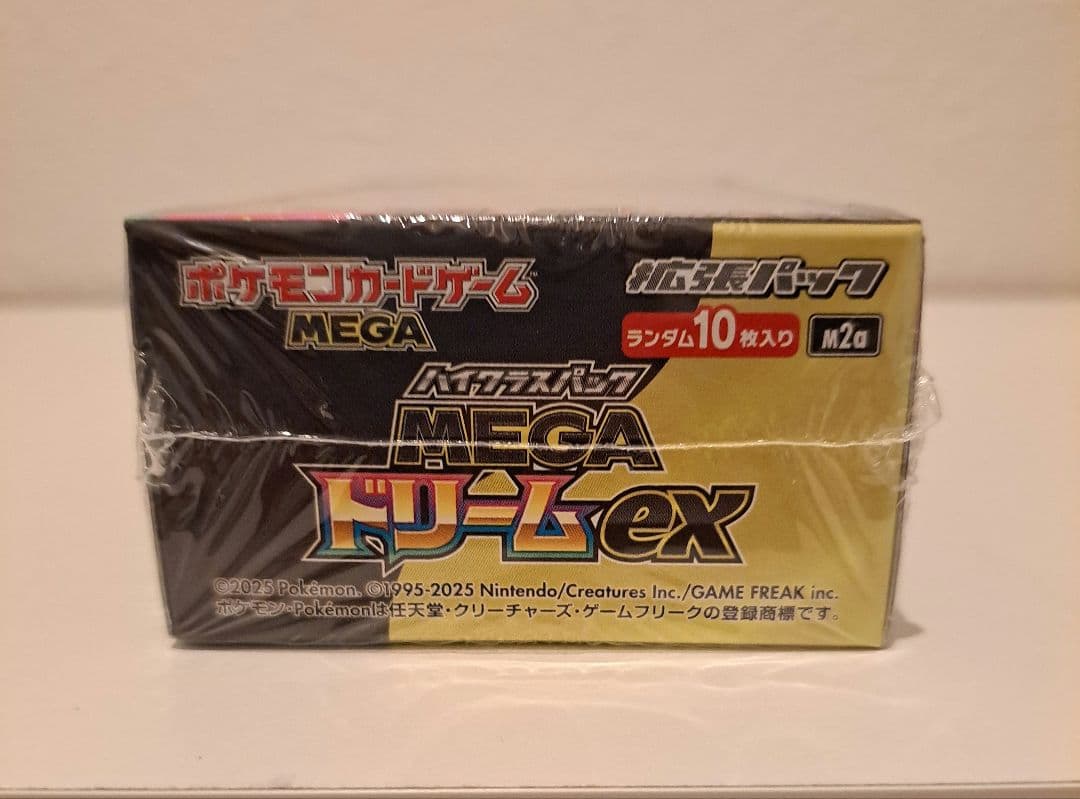 ポケモンカードゲーム™
MEGA
拡張パック
ランダム10枚入り
M2a
ハイクラスパック
MEGA
ドリームex
©2025 Pokémon. ©1995-2025 Nintendo/Creatures Inc./GAME FREAK inc.
ポケモン・Pokémonは任天堂・クリーチャーズ・ゲームフリークの登録商標です。